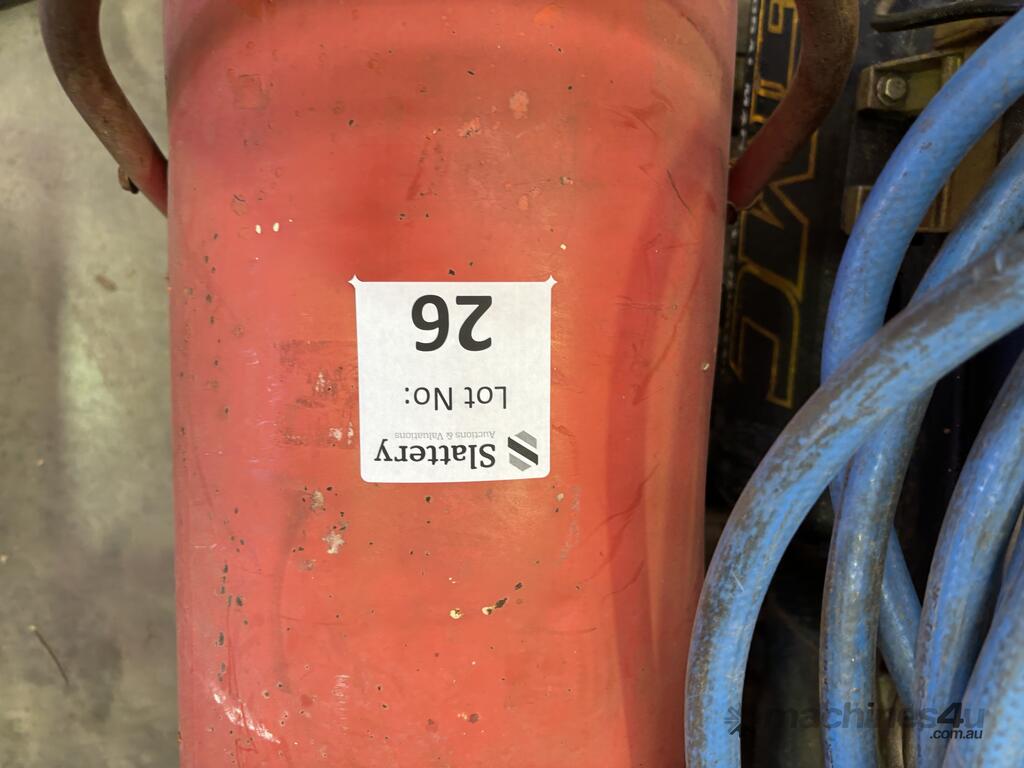 Slattery
Auctions & Valuations
Lot No:
26
machines4u
.com.au